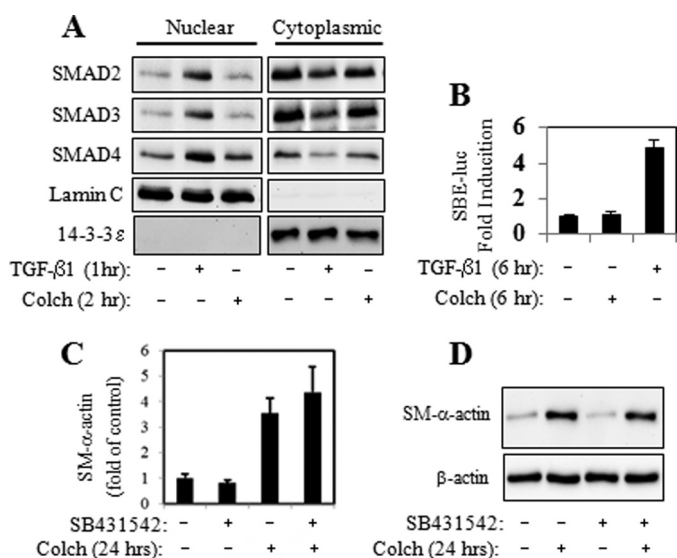 A
Nuclear Cytoplasmic
SMAD2
SMAD3
SMAD4
Lamin C
14-3-3ε
TGF-β1 (1hr): – + – – + –
Colch (2 hr): – – + – – +
B
SBE-luc
Fold Induction
6
4
2
0
TGF-β1 (6 hr): – – +
Colch (6 hr): – + –
C
SM-α-actin
(fold of control)
6
5
4
3
2
1
0
SB431542: – + – +
Colch (24 hrs): – – + +
D
SM-α-actin
β-actin
SB431542: – – + +
Colch (24 hrs): – + – +